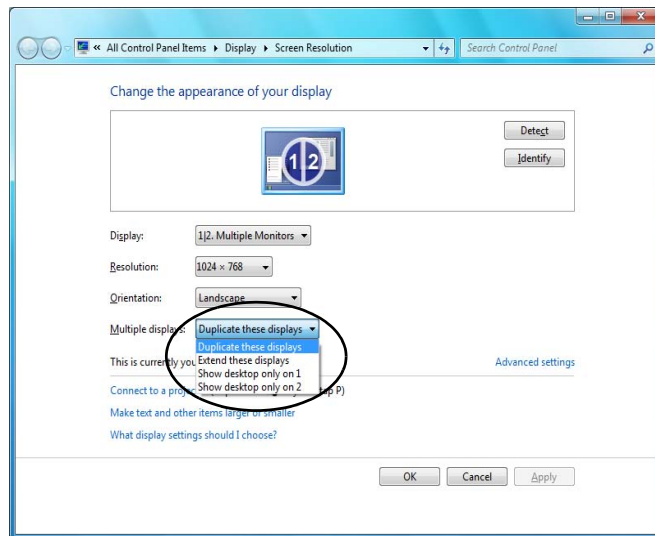 « All Control Panel Items ▸ Display ▸ Screen Resolution Search Control Panel
Change the appearance of your display
1 2
Detect
Identify
Display: 1|2. Multiple Monitors
Resolution: 1024 × 768
Orientation: Landscape
Multiple displays: Duplicate these displays
Duplicate these displays
Extend these displays
Show desktop only on 1
Show desktop only on 2
This is currently Advanced settings
Connect to a P)
Make text and other items larger or smaller
What display settings should I choose?
OK Cancel Apply